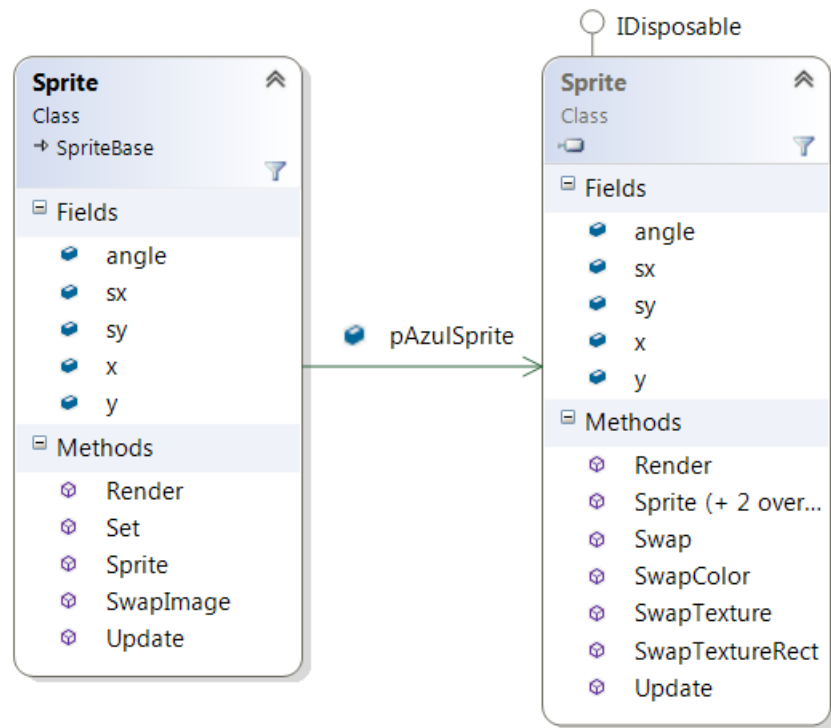 Sprite
Class
SpriteBase
Fields
angle
sx
sy
x
y
Methods
Render
Set
Sprite
SwapImage
Update
pAzulSprite
IDisposable
Sprite
Class
Fields
angle
sx
sy
x
y
Methods
Render
Sprite (+ 2 over...
Swap
SwapColor
SwapTexture
SwapTextureRect
Update